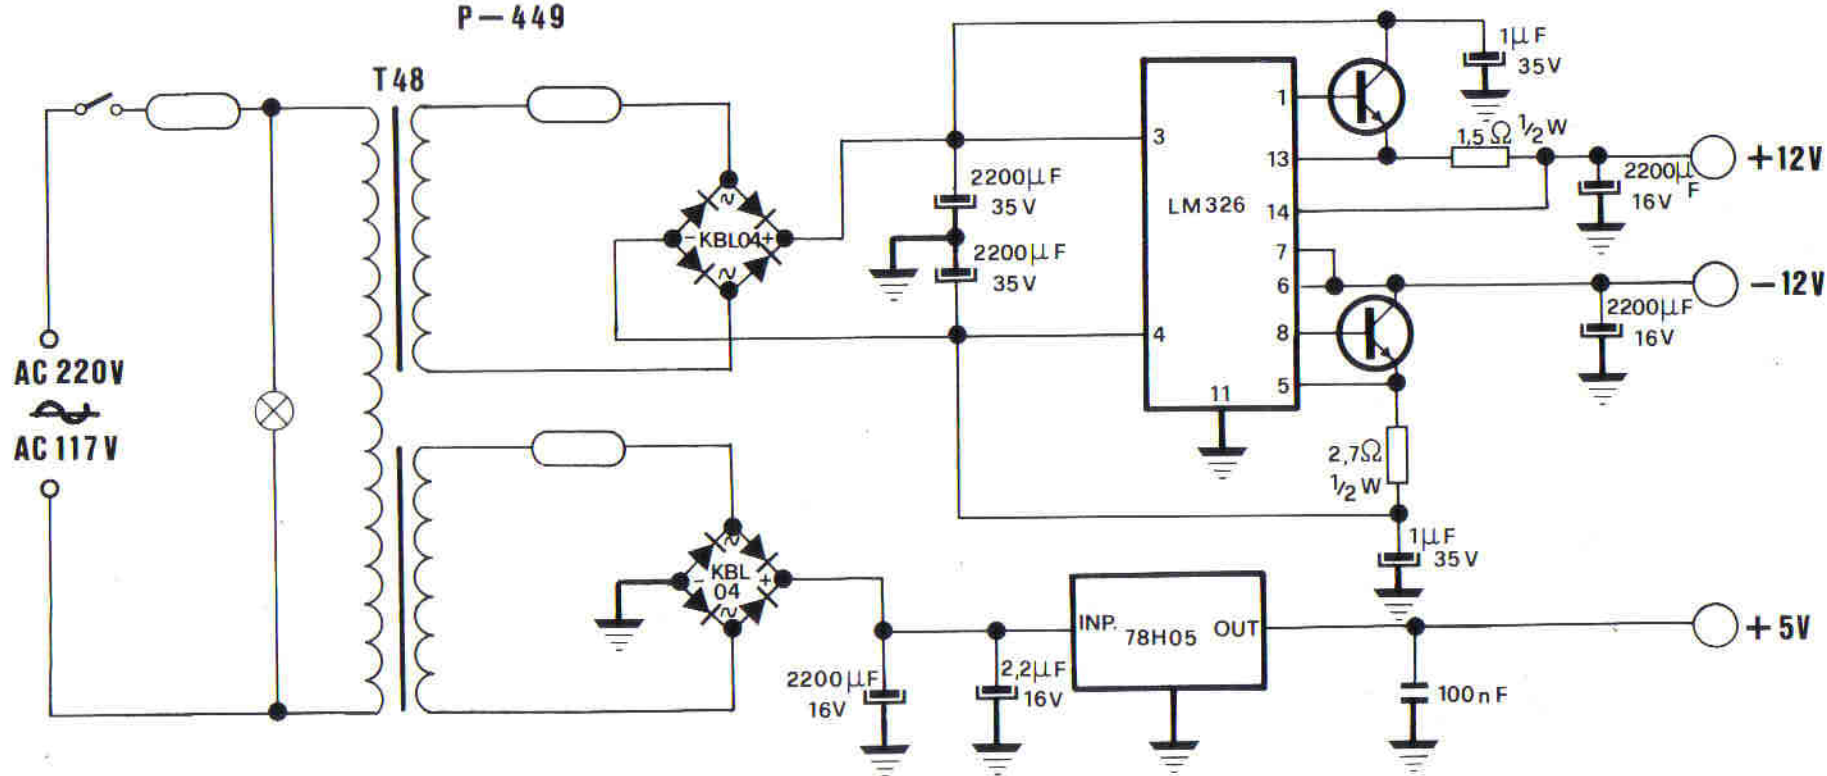 P-449
T48
AC 220V
AC 117V
~
KBL04
-
+
~
2200µF
35V
2200µF
35V
3
4
LM326
1
13
14
7
6
8
5
11
1µF
35V
1,5Ω ½W
+12V
2200µF
16V
-12V
2200µF
16V
2,7Ω
½W
1µF
35V
~
KBL
04
-
+
~
2200µF
16V
2,2µF
16V
INP.
78H05
OUT
100nF
+5V